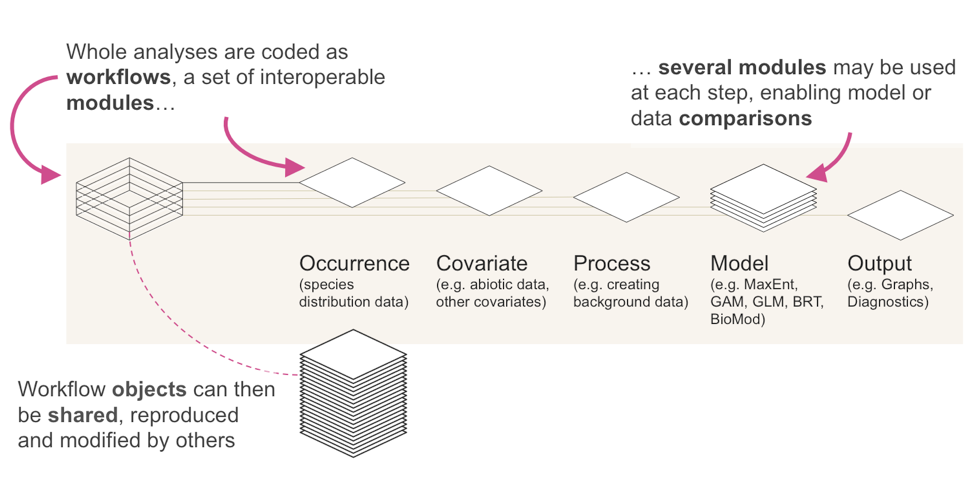 Whole analyses are coded as
workflows, a set of interoperable
modules…
… several modules may be used
at each step, enabling model or
data comparisons
Occurrence
(species
distribution data)
Covariate
(e.g. abiotic data,
other covariates)
Process
(e.g. creating
background data)
Model
(e.g. MaxEnt,
GAM, GLM, BRT,
BioMod)
Output
(e.g. Graphs,
Diagnostics)
Workflow objects can then
be shared, reproduced
and modified by others